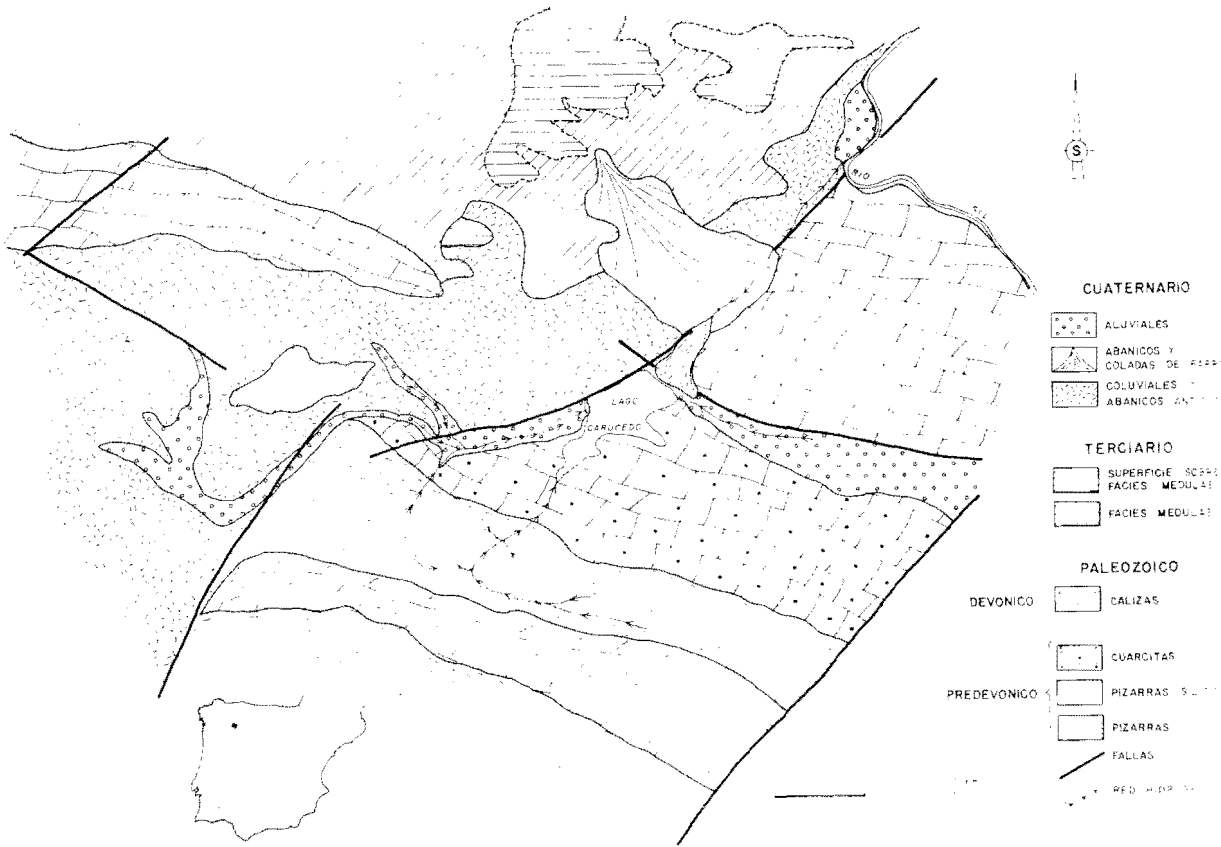 S
RIO
SIL
LAGO
CARUCEDO
CUATERNARIO
ALUVIALES
ABANICOS Y
COLADAS DE
COLUVIALES Y
ABANICOS
TERCIARIO
SUPERFICIE SOBRE
FACIES MEDULAS
FACIES MEDULAS
PALEOZOICO
DEVONICO
CALIZAS
CUARCITAS
PREDEVONICO
PIZARRAS
PIZARRAS
FALLAS
RED